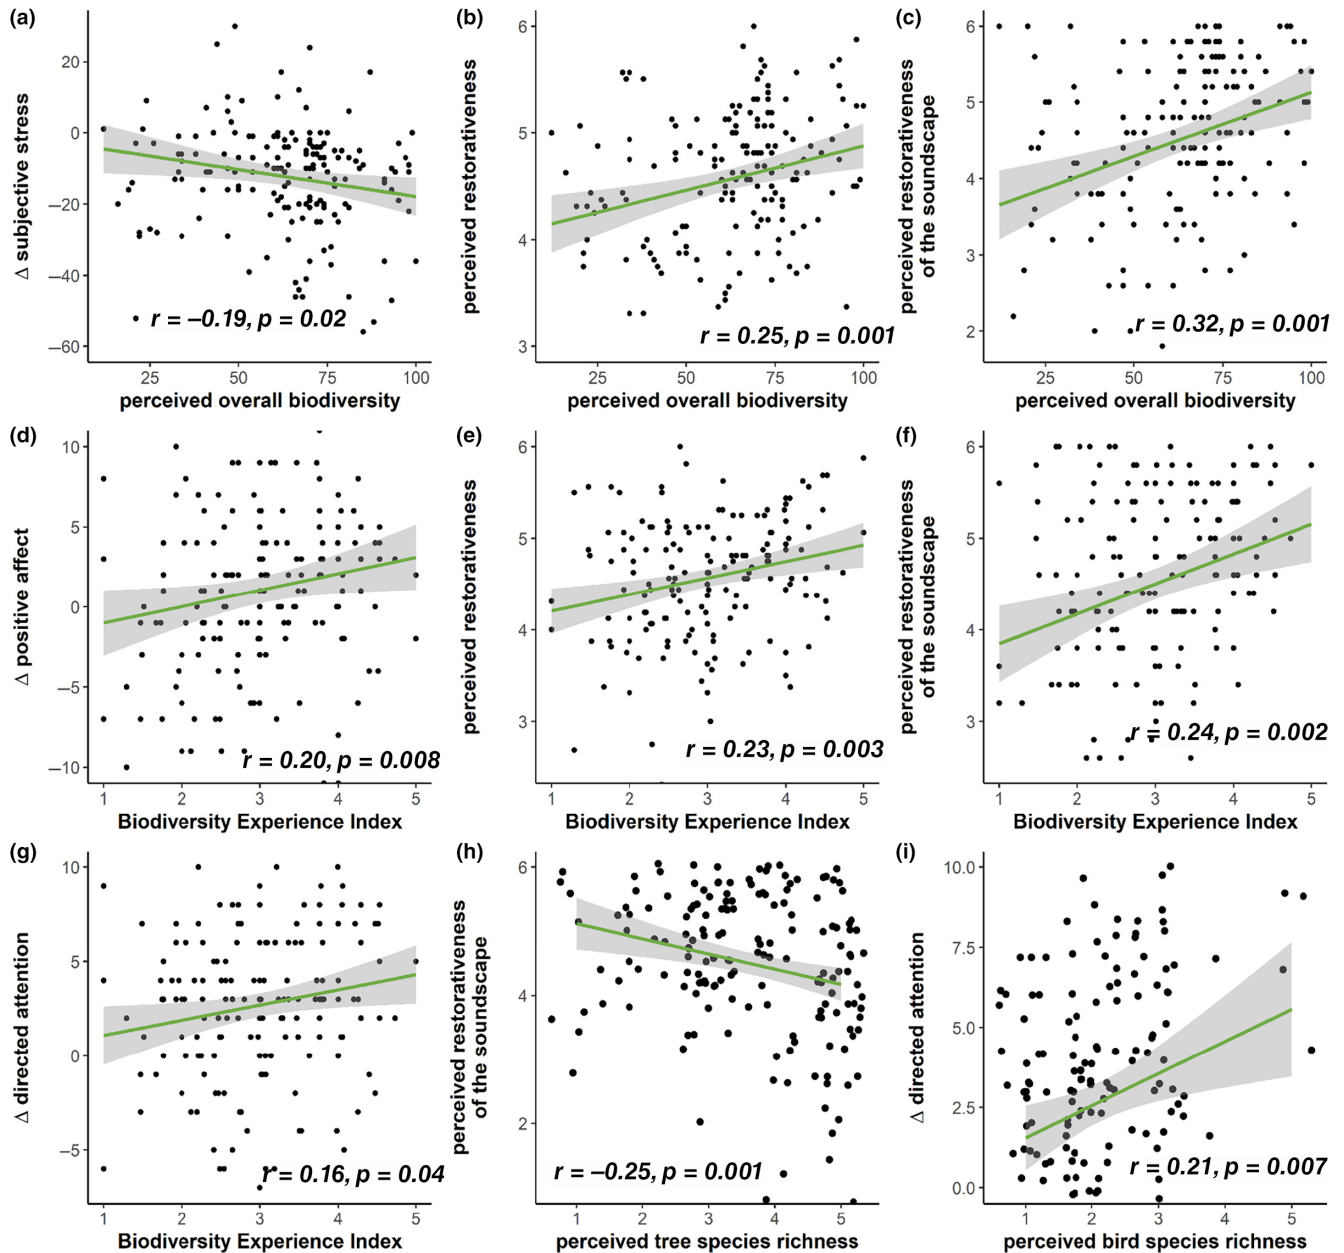 (a)
Δ subjective stress
20
0
–20
–40
–60
r = –0.19, p = 0.02
25 50 75 100
perceived overall biodiversity
(b)
perceived restorativeness
6
5
4
3
r = 0.25, p = 0.001
25 50 75 100
perceived overall biodiversity
(c)
perceived restorativeness
of the soundscape
6
5
4
3
2
r = 0.32, p = 0.001
25 50 75 100
perceived overall biodiversity
(d)
Δ positive affect
10
5
0
–5
–10
r = 0.20, p = 0.008
1 2 3 4 5
Biodiversity Experience Index
(e)
perceived restorativeness
6
5
4
3
r = 0.23, p = 0.003
1 2 3 4 5
Biodiversity Experience Index
(f)
perceived restorativeness
of the soundscape
6
5
4
3
r = 0.24, p = 0.002
1 2 3 4 5
Biodiversity Experience Index
(g)
Δ directed attention
10
5
0
–5
r = 0.16, p = 0.04
1 2 3 4 5
Biodiversity Experience Index
(h)
perceived restorativeness
of the soundscape
6
4
2
r = –0.25, p = 0.001
1 2 3 4 5
perceived tree species richness
(i)
Δ directed attention
10.0
7.5
5.0
2.5
0.0
r = 0.21, p = 0.007
1 2 3 4 5
perceived bird species richness